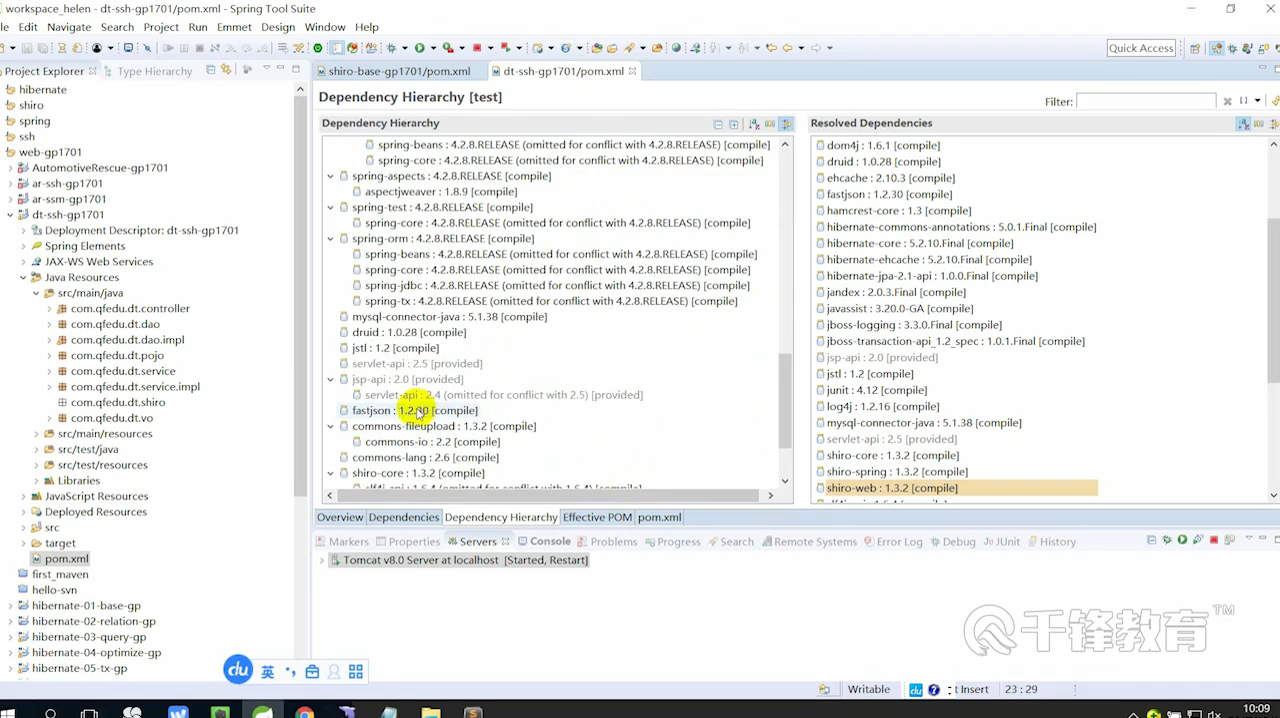 workspace_helen - dt-ssh-gp1701/pom.xml - Spring Tool Suite
Edit Navigate Search Project Run Emmet Design Window Help
Quick Access
Project Explorer
Type Hierarchy
hibernate
shiro
spring
ssh
web-gp1701
AutomotiveRescue-gp1701
ar-ssh-gp1701
ar-ssm-gp1701
dt-ssh-gp1701
Deployment Descriptor: dt-ssh-gp1701
Spring Elements
JAX-WS Web Services
Java Resources
src/main/java
com.qfedu.dt.controller
com.qfedu.dt.dao
com.qfedu.dt.dao.impl
com.qfedu.dt.pojo
com.qfedu.dt.service
com.qfedu.dt.service.impl
com.qfedu.dt.shiro
com.qfedu.dt.vo
src/main/resources
src/test/java
src/test/resources
Libraries
JavaScript Resources
Deployed Resources
src
target
pom.xml
first_maven
hello-svn
hibernate-01-base-gp
hibernate-02-relation-gp
hibernate-03-query-gp
hibernate-04-optimize-gp
hibernate-05-tx-gp
shiro-base-gp1701/pom.xml
dt-ssh-gp1701/pom.xml
Dependency Hierarchy [test]
Filter:
Dependency Hierarchy
spring-beans : 4.2.8.RELEASE (omitted for conflict with 4.2.8.RELEASE) [compile]
spring-core : 4.2.8.RELEASE (omitted for conflict with 4.2.8.RELEASE) [compile]
spring-aspects : 4.2.8.RELEASE [compile]
aspectjweaver : 1.8.9 [compile]
spring-test : 4.2.8.RELEASE [compile]
spring-core : 4.2.8.RELEASE (omitted for conflict with 4.2.8.RELEASE) [compile]
spring-orm : 4.2.8.RELEASE [compile]
spring-beans : 4.2.8.RELEASE (omitted for conflict with 4.2.8.RELEASE) [compile]
spring-core : 4.2.8.RELEASE (omitted for conflict with 4.2.8.RELEASE) [compile]
spring-jdbc : 4.2.8.RELEASE (omitted for conflict with 4.2.8.RELEASE) [compile]
spring-tx : 4.2.8.RELEASE (omitted for conflict with 4.2.8.RELEASE) [compile]
mysql-connector-java : 5.1.38 [compile]
druid : 1.0.28 [compile]
jstl : 1.2 [compile]
servlet-api : 2.5 [provided]
jsp-api : 2.0 [provided]
servlet-api : 2.4 (omitted for conflict with 2.5) [provided]
fastjson : 1.2.30 [compile]
commons-fileupload : 1.3.2 [compile]
commons-io : 2.2 [compile]
commons-lang : 2.6 [compile]
shiro-core : 1.3.2 [compile]
slf4j-api : 1.6.4 (omitted for conflict with 1.6.4) [compile]
Resolved Dependencies
dom4j : 1.6.1 [compile]
druid : 1.0.28 [compile]
ehcache : 2.10.3 [compile]
fastjson : 1.2.30 [compile]
hamcrest-core : 1.3 [compile]
hibernate-commons-annotations : 5.0.1.Final [compile]
hibernate-core : 5.2.10.Final [compile]
hibernate-ehcache : 5.2.10.Final [compile]
hibernate-jpa-2.1-api : 1.0.0.Final [compile]
jandex : 2.0.3.Final [compile]
javassist : 3.20.0-GA [compile]
jboss-logging : 3.3.0.Final [compile]
jboss-transaction-api_1.2_spec : 1.0.1.Final [compile]
jsp-api : 2.0 [provided]
jstl : 1.2 [compile]
junit : 4.12 [compile]
log4j : 1.2.16 [compile]
mysql-connector-java : 5.1.38 [compile]
servlet-api : 2.5 [provided]
shiro-core : 1.3.2 [compile]
shiro-spring : 1.3.2 [compile]
shiro-web : 1.3.2 [compile]
Overview Dependencies Dependency Hierarchy Effective POM pom.xml
Markers Properties Servers Console Problems Progress Search Remote Systems Error Log Debug JUnit History
Tomcat v8.0 Server at localhost [Started, Restart]
千锋教育 TM
du 英
Writable
du
t Insert
23 : 29
10:09